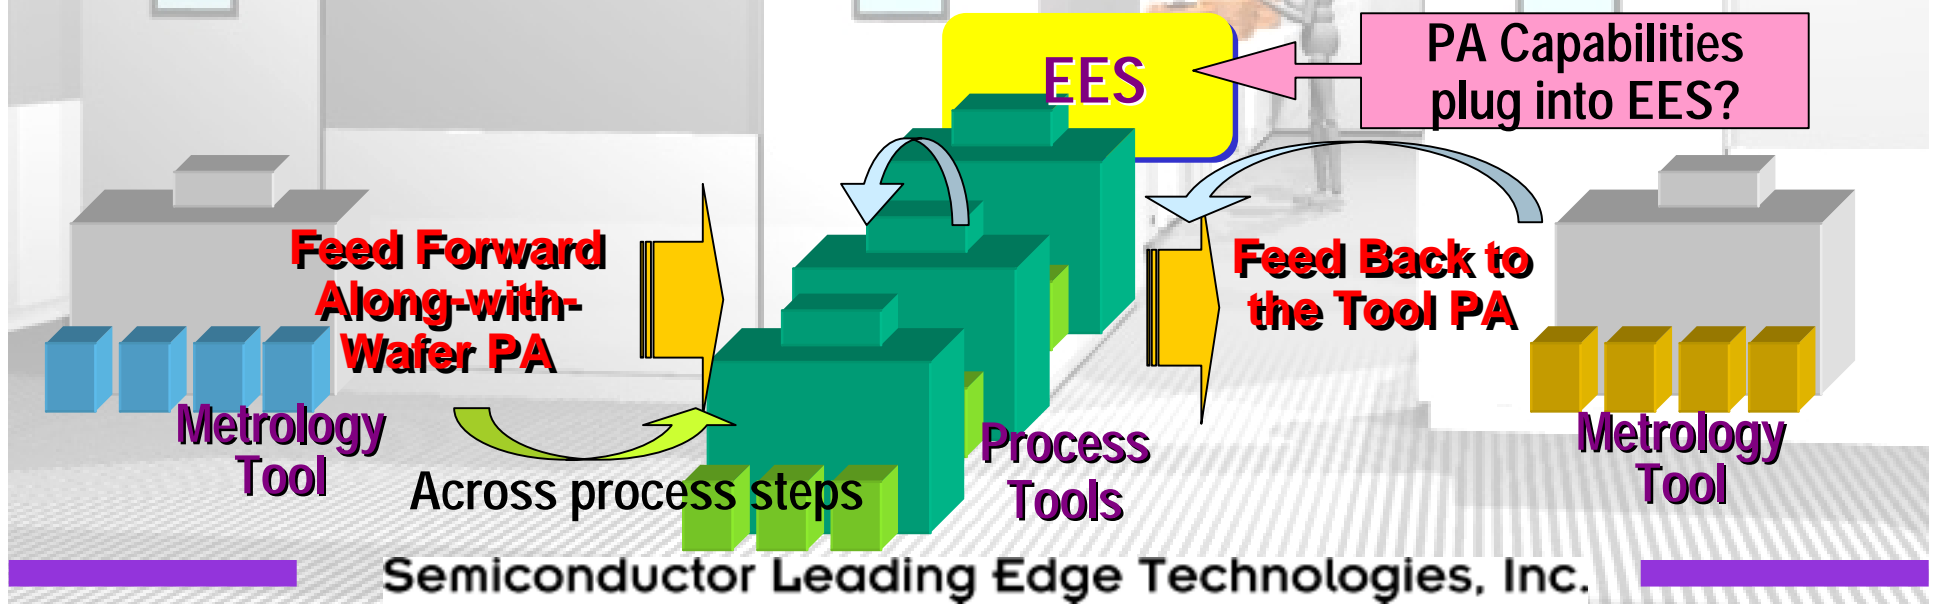 EES
PA Capabilities
plug into EES?
Feed Forward
Along-with-
Wafer PA
Feed Back to
the Tool PA
Metrology
Tool
Across process steps
Process
Tools
Metrology
Tool
Semiconductor Leading Edge Technologies, Inc.